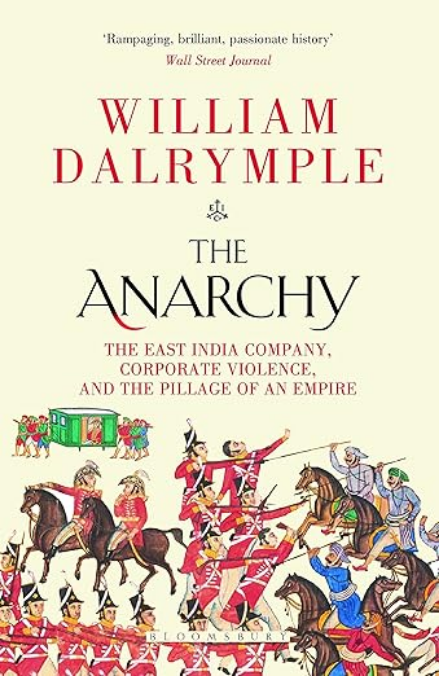 ‘Rampaging, brilliant, passionate history’
Wall Street Journal
WILLIAM
DALRYMPLE
E I
C
THE
ANARCHY
THE EAST INDIA COMPANY,
CORPORATE VIOLENCE,
AND THE PILLAGE OF AN EMPIRE
BLOOMSBURY